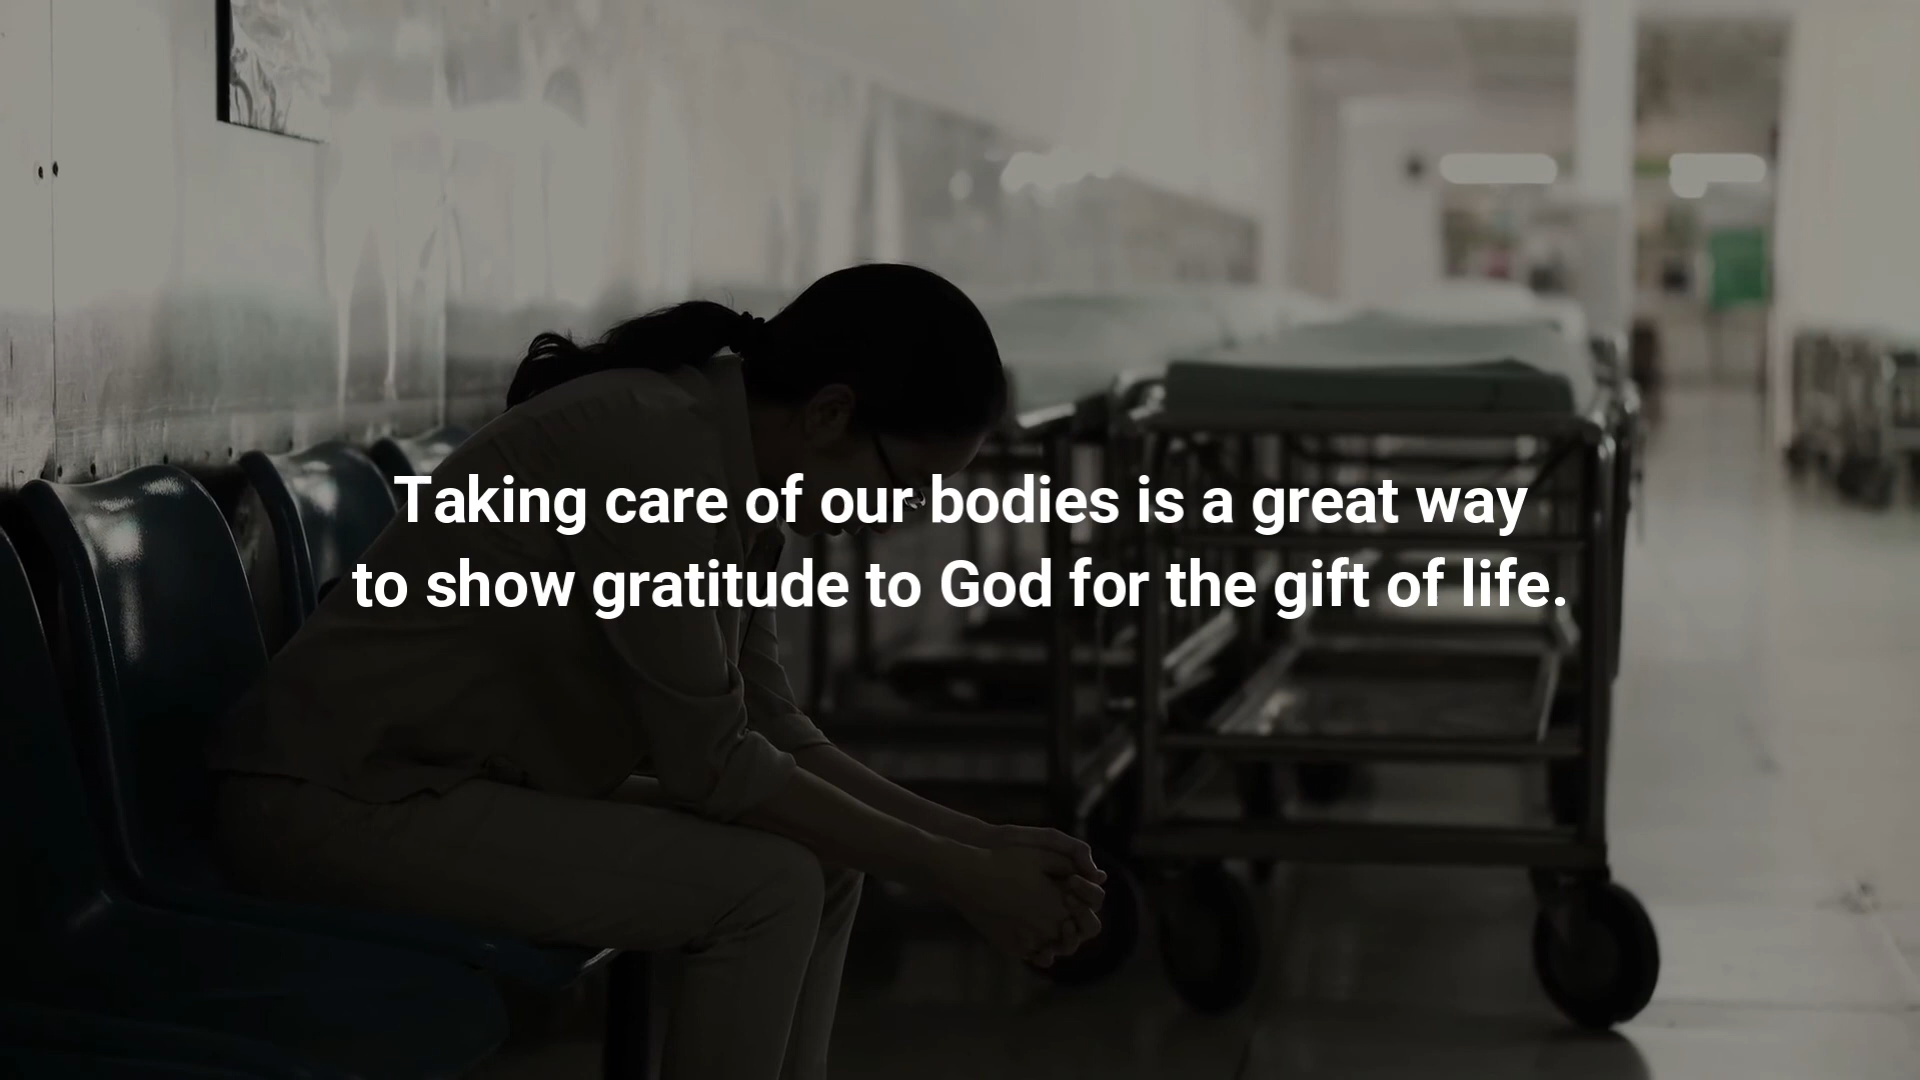 Taking care of our bodies is a great way
to show gratitude to God for the gift of life.